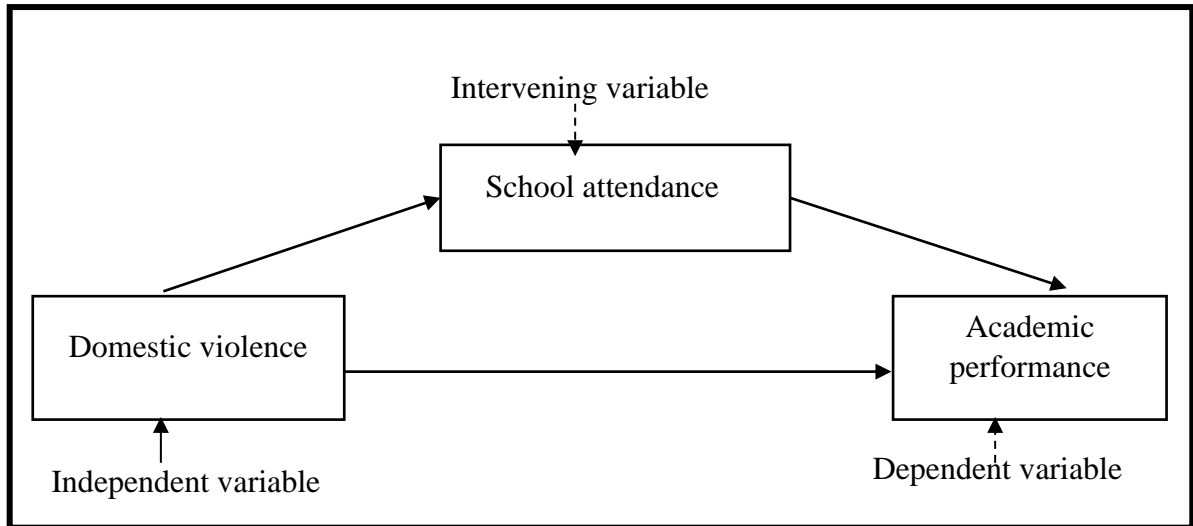 Intervening variable
School attendance
Domestic violence
Academic
performance
Independent variable
Dependent variable